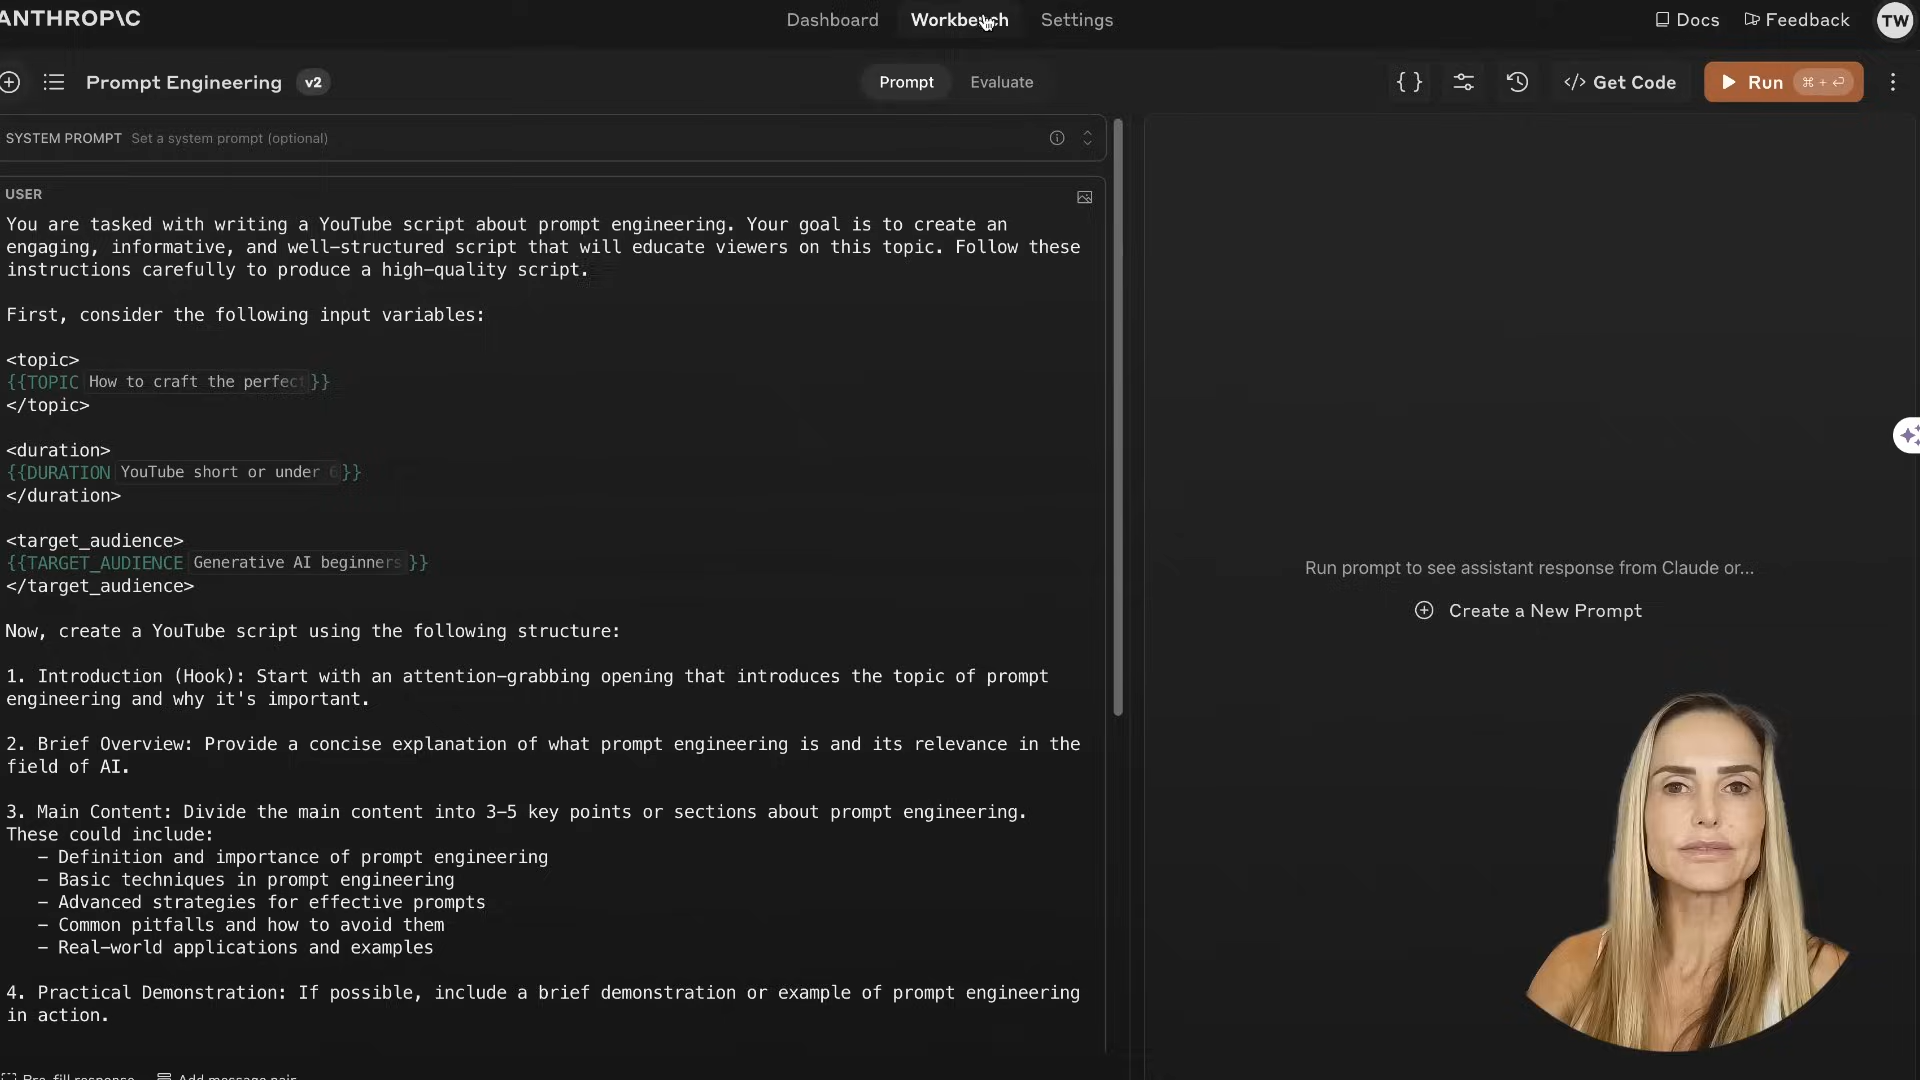 ANTHROP\C
Dashboard Workbench Settings
Docs Feedback TW
Prompt Engineering v2
Prompt Evaluate
{ } </> Get Code Run ⌘ + ⏎
SYSTEM PROMPT Set a system prompt (optional)
USER
You are tasked with writing a YouTube script about prompt engineering. Your goal is to create an
engaging, informative, and well-structured script that will educate viewers on this topic. Follow these
instructions carefully to produce a high-quality script.
First, consider the following input variables:
<topic>
{{TOPIC How to craft the perfect}}
</topic>
<duration>
{{DURATION YouTube short or under 6}}
</duration>
<target_audience>
{{TARGET_AUDIENCE Generative AI beginners}}
</target_audience>
Now, create a YouTube script using the following structure:
1. Introduction (Hook): Start with an attention-grabbing opening that introduces the topic of prompt
engineering and why it's important.
2. Brief Overview: Provide a concise explanation of what prompt engineering is and its relevance in the
field of AI.
3. Main Content: Divide the main content into 3-5 key points or sections about prompt engineering.
These could include:
- Definition and importance of prompt engineering
- Basic techniques in prompt engineering
- Advanced strategies for effective prompts
- Common pitfalls and how to avoid them
- Real-world applications and examples
4. Practical Demonstration: If possible, include a brief demonstration or example of prompt engineering
in action.
Pre-fill response Add message pair
Run prompt to see assistant response from Claude or...
Create a New Prompt